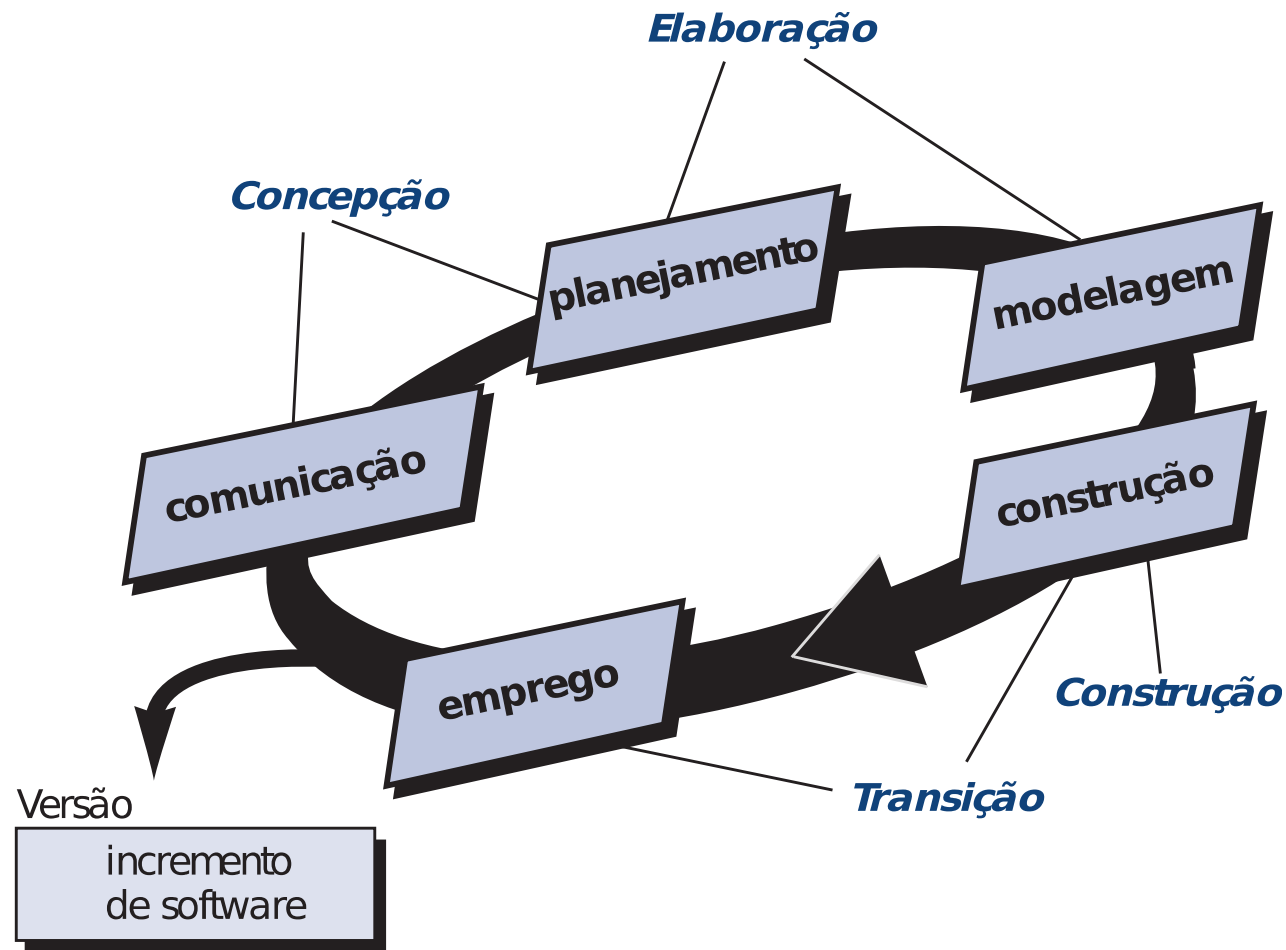 Elaboração
Concepção
planejamento
modelagem
comunicação
construção
emprego
Construção
Transição
Versão
incremento
de software